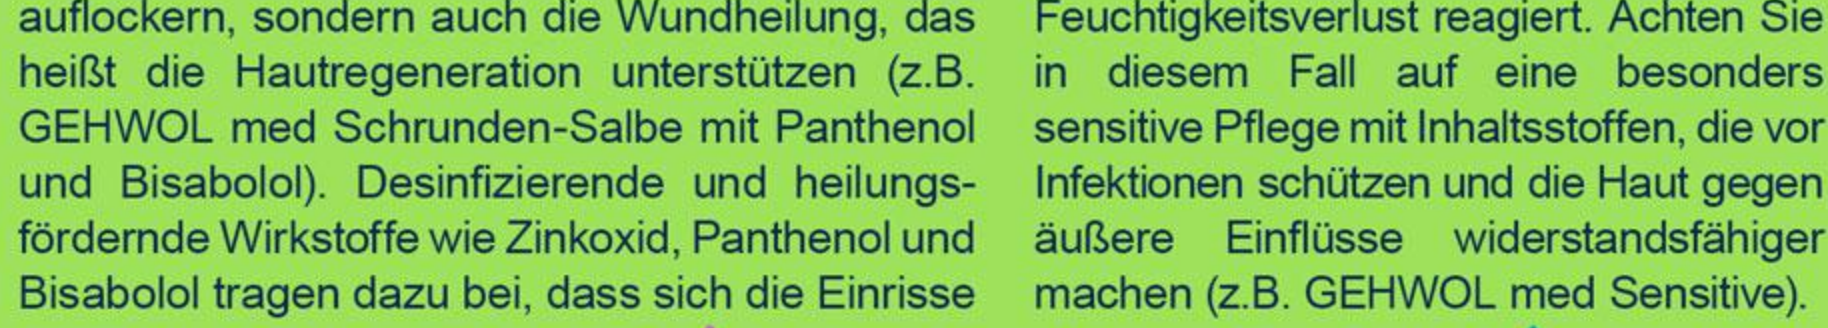 auflockern, sondern auch die Wundheilung, das
heißt die Hautregeneration unterstützen (z.B.
GEHWOL med Schrunden-Salbe mit Panthenol
und Bisabolol). Desinfizierende und heilungs-
fördernde Wirkstoffe wie Zinkoxid, Panthenol und
Bisabolol tragen dazu bei, dass sich die Einrisse
Feuchtigkeitsverlust reagiert. Achten Sie
in diesem Fall auf eine besonders
sensitive Pflege mit Inhaltsstoffen, die vor
Infektionen schützen und die Haut gegen
äußere Einflüsse widerstandsfähiger
machen (z.B. GEHWOL med Sensitive).